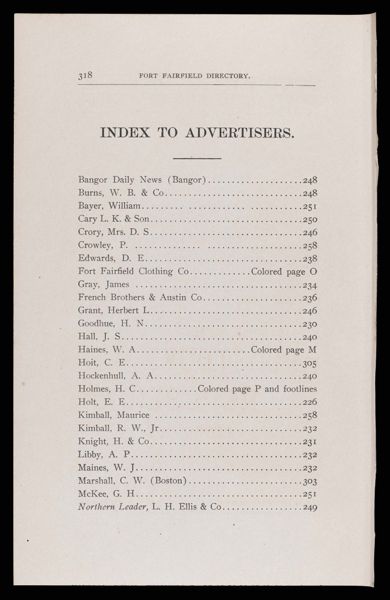 318 FORT FAIRFIELD DIRECTORY.
INDEX TO ADVERTISERS.
Bangor Daily News (Bangor)....................248
Burns, W. B. & Co.............................248
Bayer, William......... ........... ...........251
Cary L. K. & Son................................250
Crory, Mrs. D. S................................246
Crowley, P. .............. ........... ...........258
Edwards, D. E.................................238
Fort Fairfield Clothing Co.............Colored page O
Gray, James ...................................234
French Brothers & Austin Co.....................236
Grant, Herbert L................................246
Goodhue, H. N.................................230
Hall, J. S......................................240
Haines, W. A........................Colored page M
Hoit, C. E.....................................305
Hockenhull, A. A...............................240
Holmes, H. C.............Colored page P and footlines
Holt, E. E.....................................226
Kimball, Maurice ...............................258
Kimball, R. W., Jr..............................232
Knight, H. & Co................................231
Libby, A. P....................................232
Maines, W. J...................................232
Marshall, C. W. (Boston)........................303
McKee, G. H...................................251
Northern Leader, L. H. Ellis & Co.................249